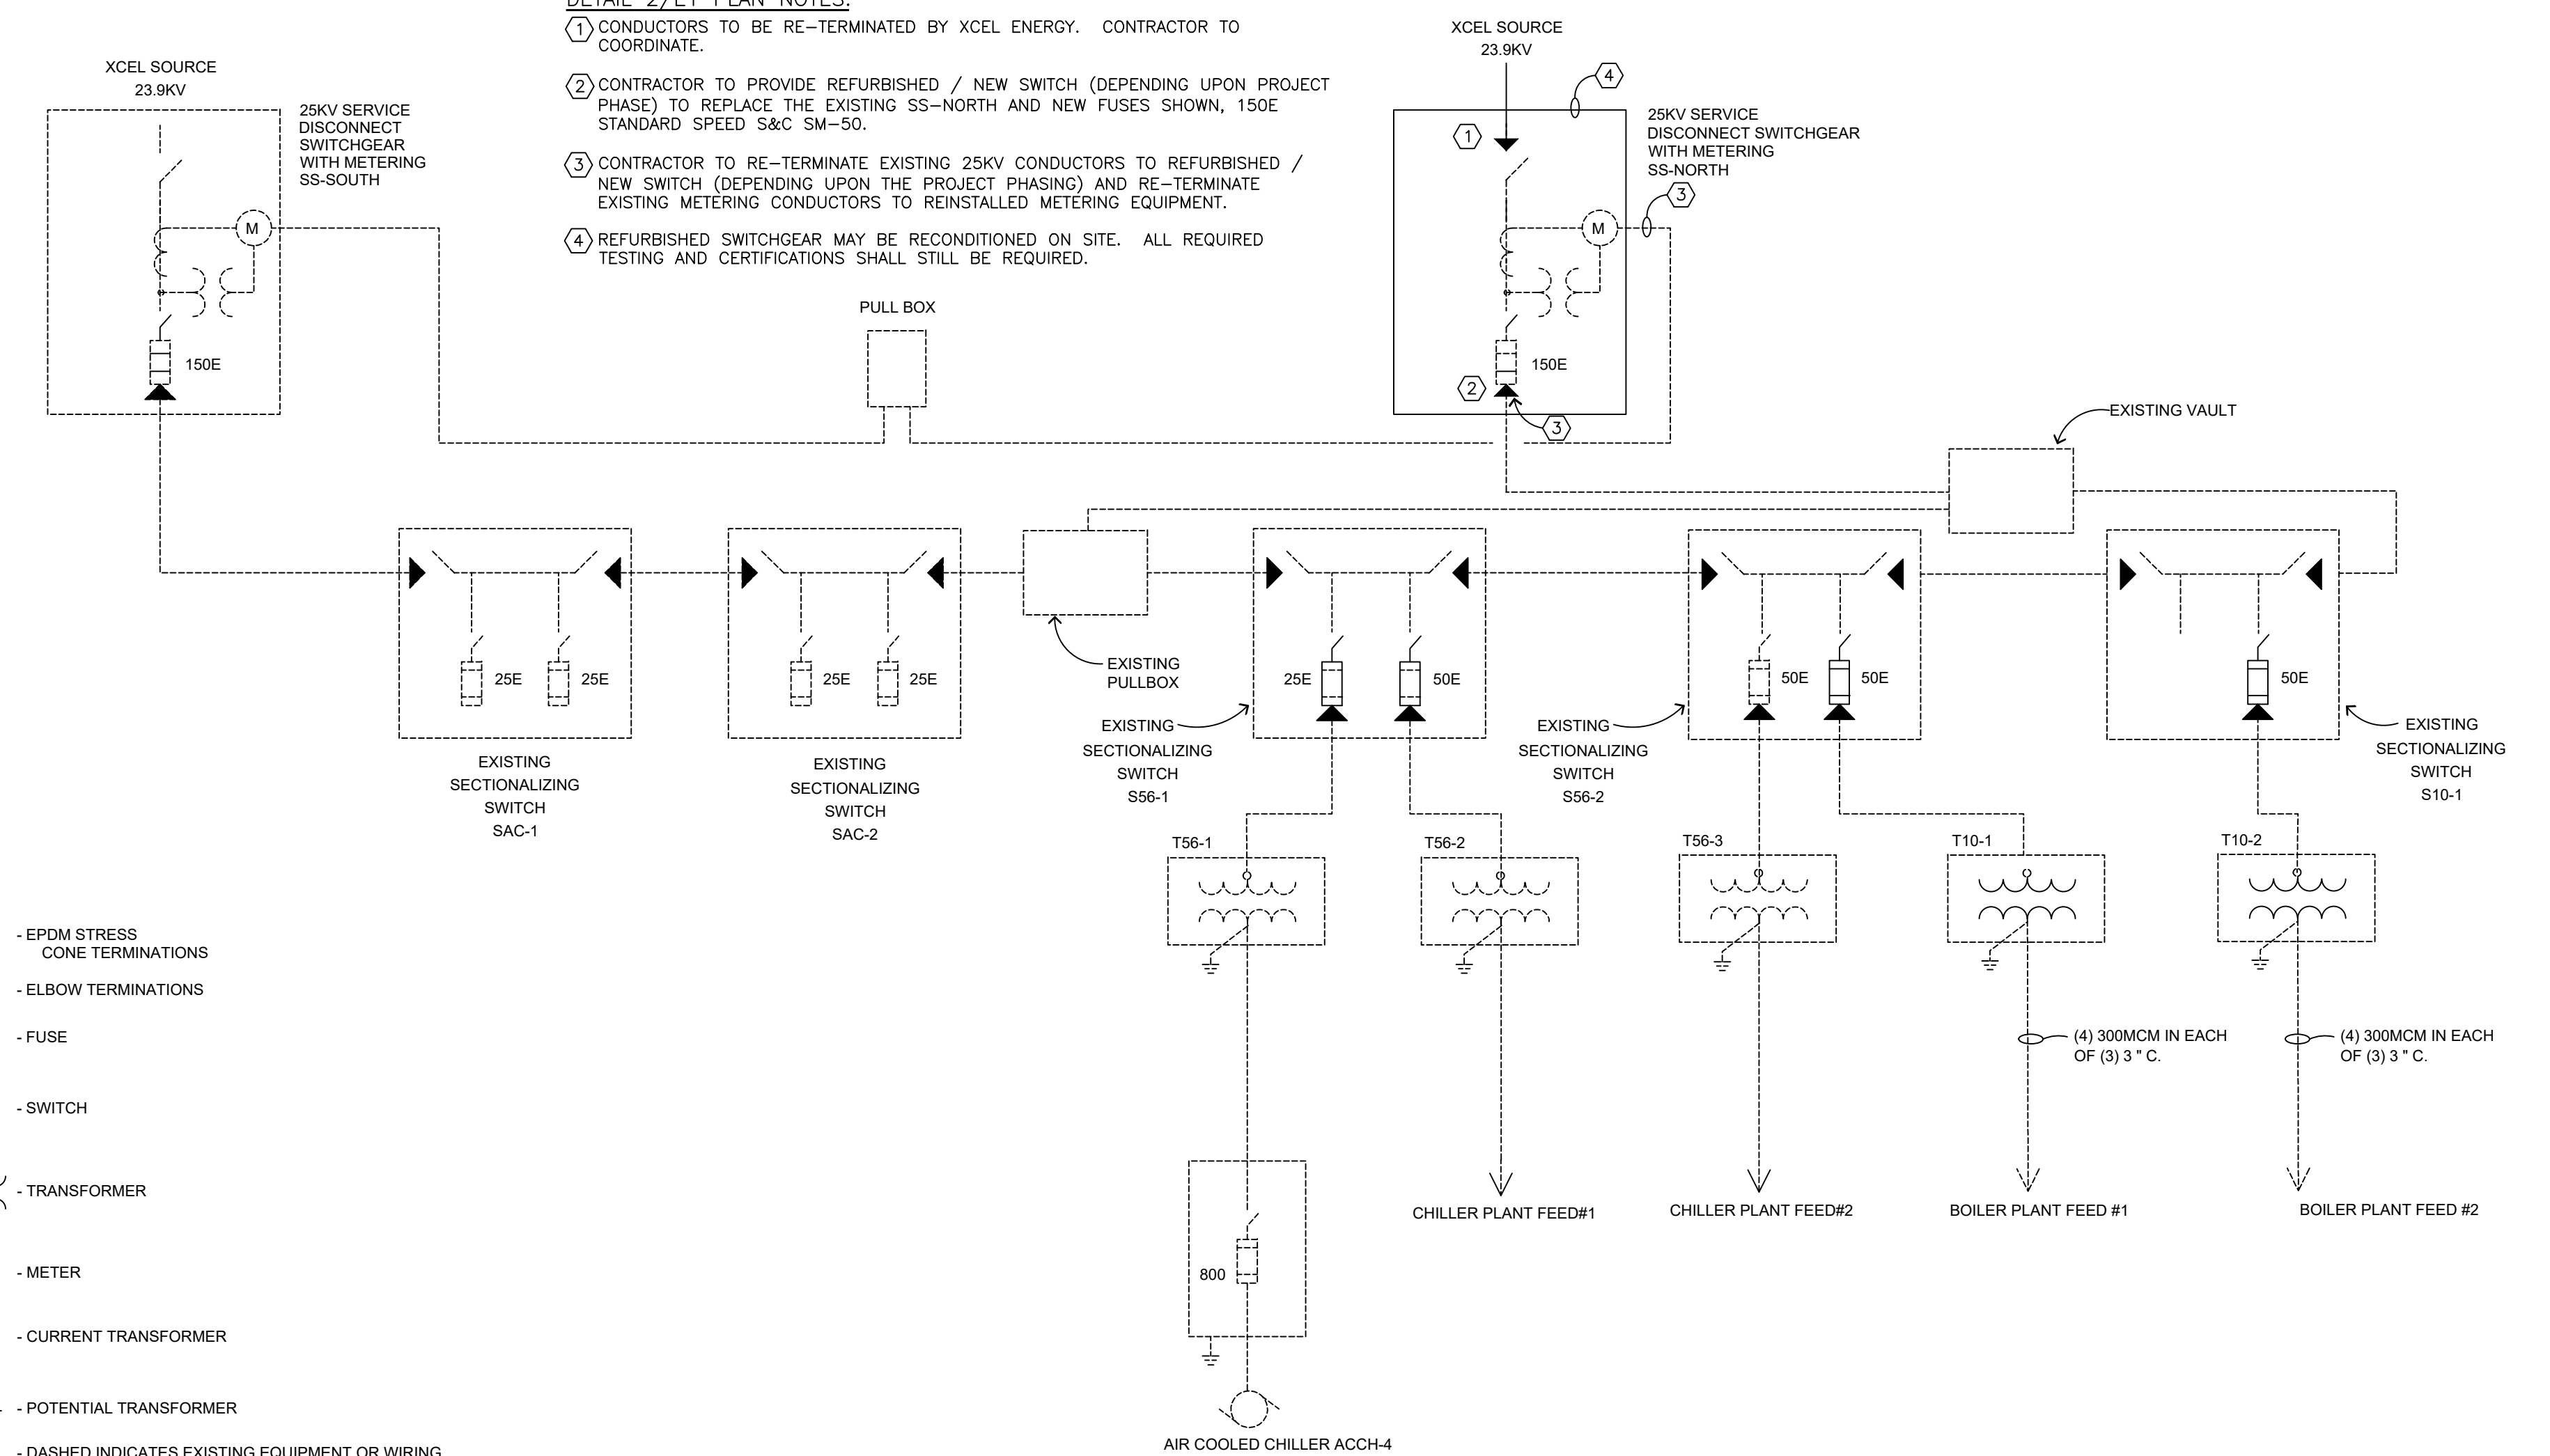 DETAIL 2/E1 PLAN NOTES:
1 CONDUCTORS TO BE RE-TERMINATED BY XCEL ENERGY. CONTRACTOR TO
COORDINATE.
2 CONTRACTOR TO PROVIDE REFURBISHED / NEW SWITCH (DEPENDING UPON PROJECT
PHASE) TO REPLACE THE EXISTING SS-NORTH AND NEW FUSES SHOWN, 150E
STANDARD SPEED S&C SM-50.
3 CONTRACTOR TO RE-TERMINATE EXISTING 25KV CONDUCTORS TO REFURBISHED /
NEW SWITCH (DEPENDING UPON THE PROJECT PHASING) AND RE-TERMINATE
EXISTING METERING CONDUCTORS TO REINSTALLED METERING EQUIPMENT.
4 REFURBISHED SWITCHGEAR MAY BE RECONDITIONED ON SITE. ALL REQUIRED
TESTING AND CERTIFICATIONS SHALL STILL BE REQUIRED.
XCEL SOURCE
23.9KV
25KV SERVICE
DISCONNECT
SWITCHGEAR
WITH METERING
SS-SOUTH
M
150E
PULL BOX
XCEL SOURCE
23.9KV
4
1
25KV SERVICE
DISCONNECT SWITCHGEAR
WITH METERING
SS-NORTH
3
M
150E
2
3
EXISTING VAULT
25E
25E
EXISTING
SECTIONALIZING
SWITCH
SAC-1
25E
25E
EXISTING
SECTIONALIZING
SWITCH
SAC-2
EXISTING
PULLBOX
25E
50E
EXISTING
SECTIONALIZING
SWITCH
S56-1
50E
50E
EXISTING
SECTIONALIZING
SWITCH
S56-2
50E
EXISTING
SECTIONALIZING
SWITCH
S10-1
T56-1
T56-2
T56-3
T10-1
T10-2
(4) 300MCM IN EACH
OF (3) 3 " C.
(4) 300MCM IN EACH
OF (3) 3 " C.
CHILLER PLANT FEED#1
CHILLER PLANT FEED#2
BOILER PLANT FEED #1
BOILER PLANT FEED #2
800
AIR COOLED CHILLER ACCH-4
- EPDM STRESS
CONE TERMINATIONS
- ELBOW TERMINATIONS
- FUSE
- SWITCH
- TRANSFORMER
- METER
- CURRENT TRANSFORMER
- POTENTIAL TRANSFORMER
- DASHED INDICATES EXISTING EQUIPMENT OR WIRING